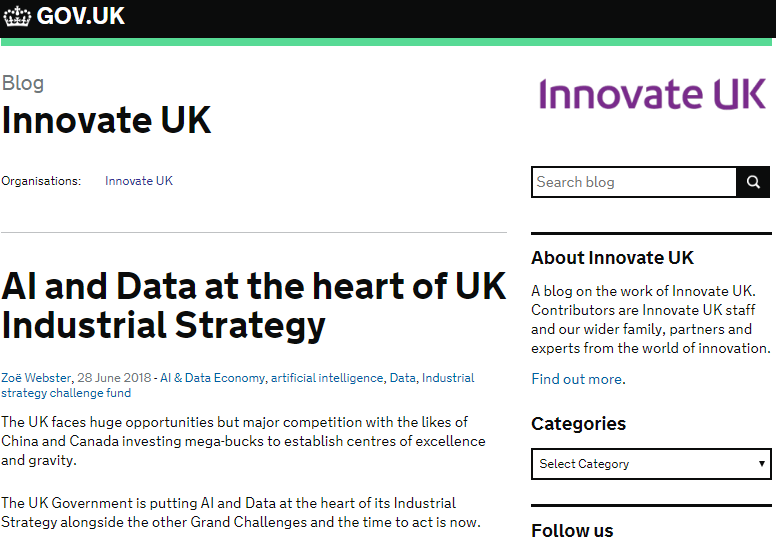 GOV.UK
Blog
Innovate UK
Organisations: Innovate UK
AI and Data at the heart of UK
Industrial Strategy
Zoë Webster, 28 June 2018 - AI & Data Economy, artificial intelligence, Data, Industrial
strategy challenge fund
The UK faces huge opportunities but major competition with the likes of
China and Canada investing mega-bucks to establish centres of excellence
and gravity.
The UK Government is putting AI and Data at the heart of its Industrial
Strategy alongside the other Grand Challenges and the time to act is now.
Innovate UK
Search blog
About Innovate UK
A blog on the work of Innovate UK.
Contributors are Innovate UK staff
and our wider family, partners and
experts from the world of innovation.
Find out more.
Categories
Select Category
Follow us